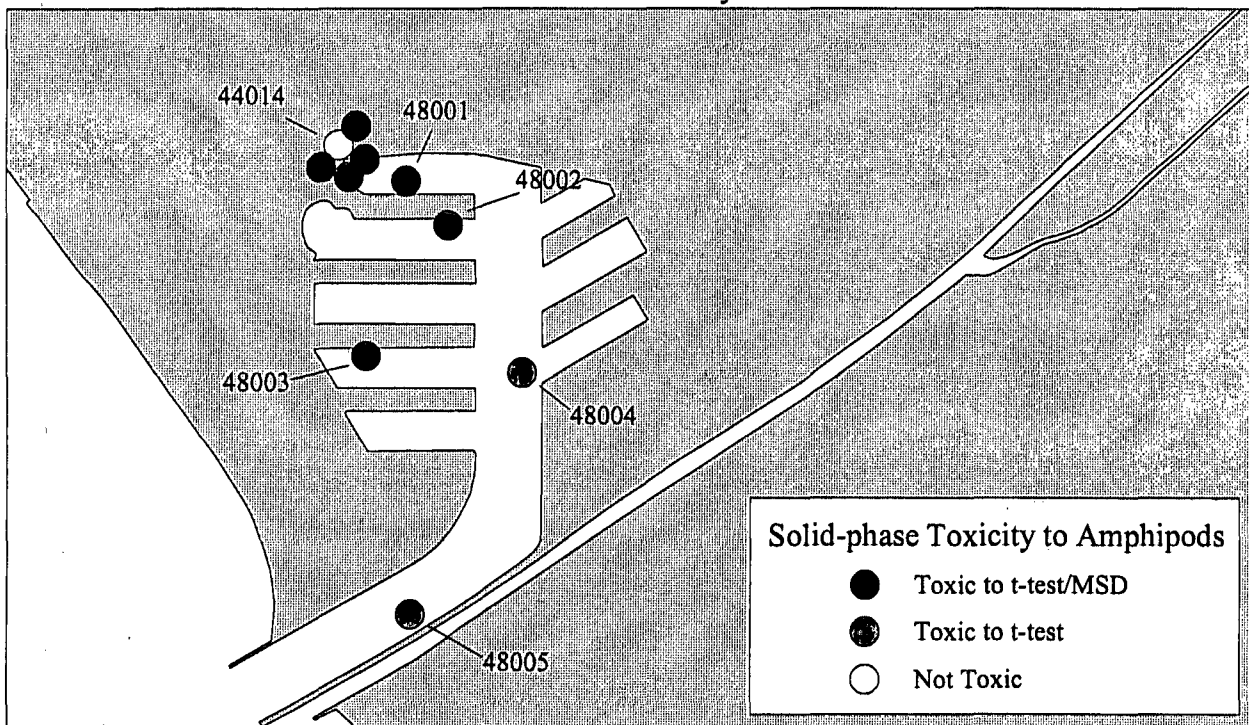 44014
48001
48002
48003
48004
48005
Solid-phase Toxicity to Amphipods
Toxic to t-test/MSD
Toxic to t-test
Not Toxic